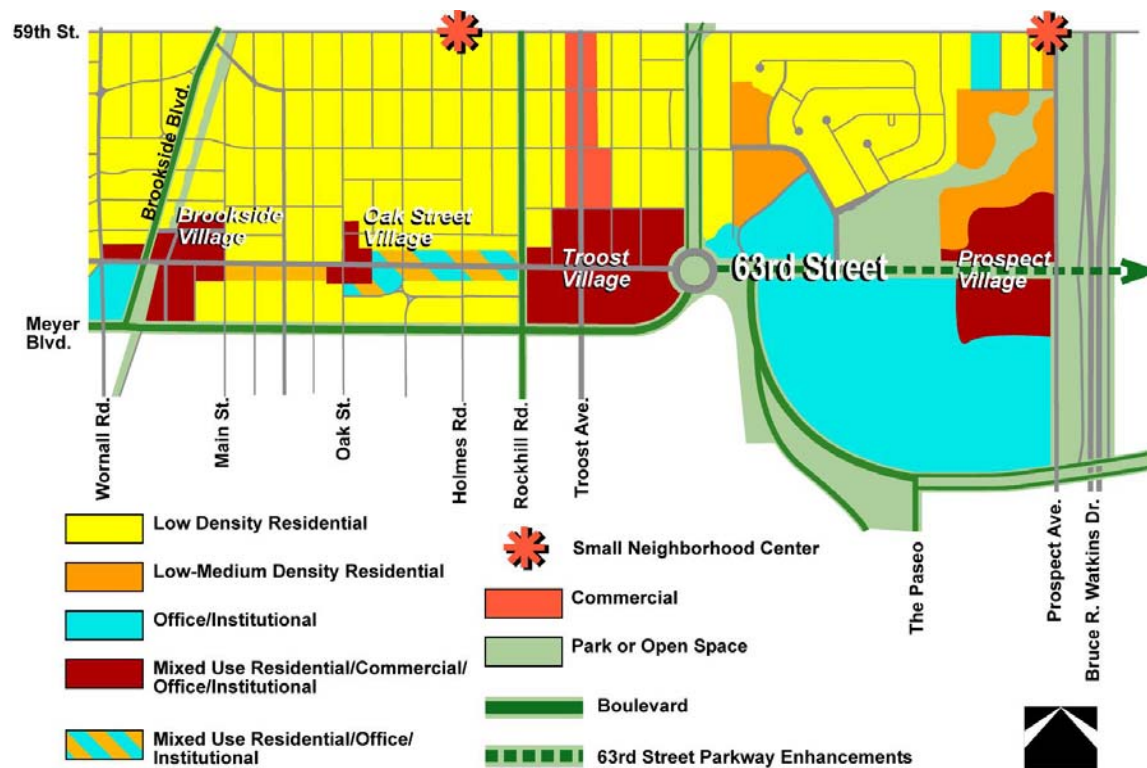 59th St.
Brookside Blvd.
Brookside
Village
Oak Street
Village
Troost
Village
63rd Street
Prospect
Village
Meyer
Blvd.
Wornall Rd.
Main St.
Oak St.
Holmes Rd.
Rockhill Rd.
Troost Ave.
The Paseo
Prospect Ave.
Bruce R. Watkins Dr.
Low Density Residential
Low-Medium Density Residential
Office/Institutional
Mixed Use Residential/Commercial/
Office/Institutional
Mixed Use Residential/Office/
Institutional
Small Neighborhood Center
Commercial
Park or Open Space
Boulevard
63rd Street Parkway Enhancements